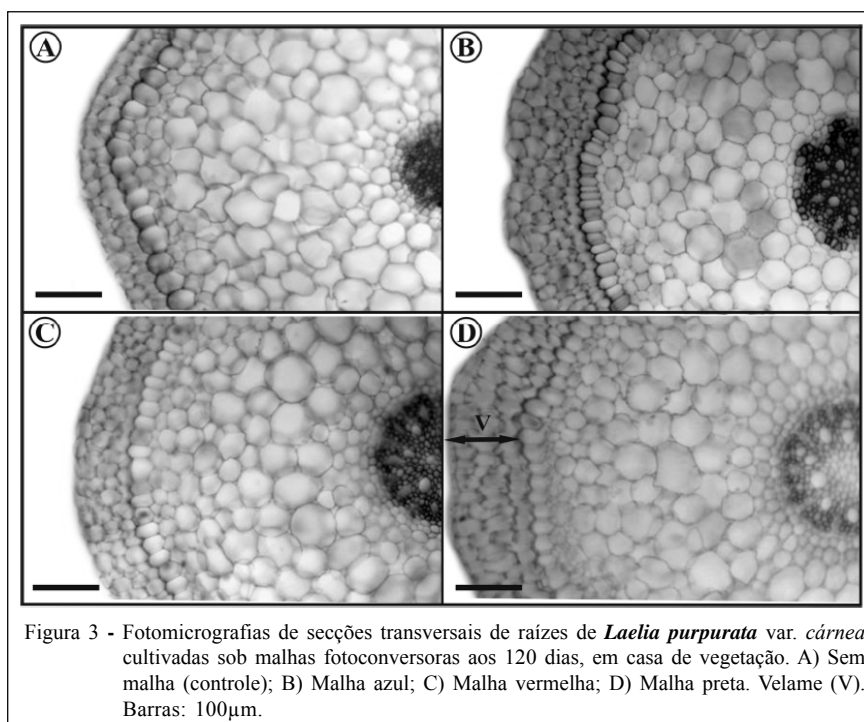 A
B
C
D
V
Figura 3 - Fotomicrografias de secções transversais de raízes de Laelia purpurata var. cárnea
cultivadas sob malhas fotoconversoras aos 120 dias, em casa de vegetação. A) Sem
malha (controle); B) Malha azul; C) Malha vermelha; D) Malha preta. Velame (V).
Barras: 100µm.